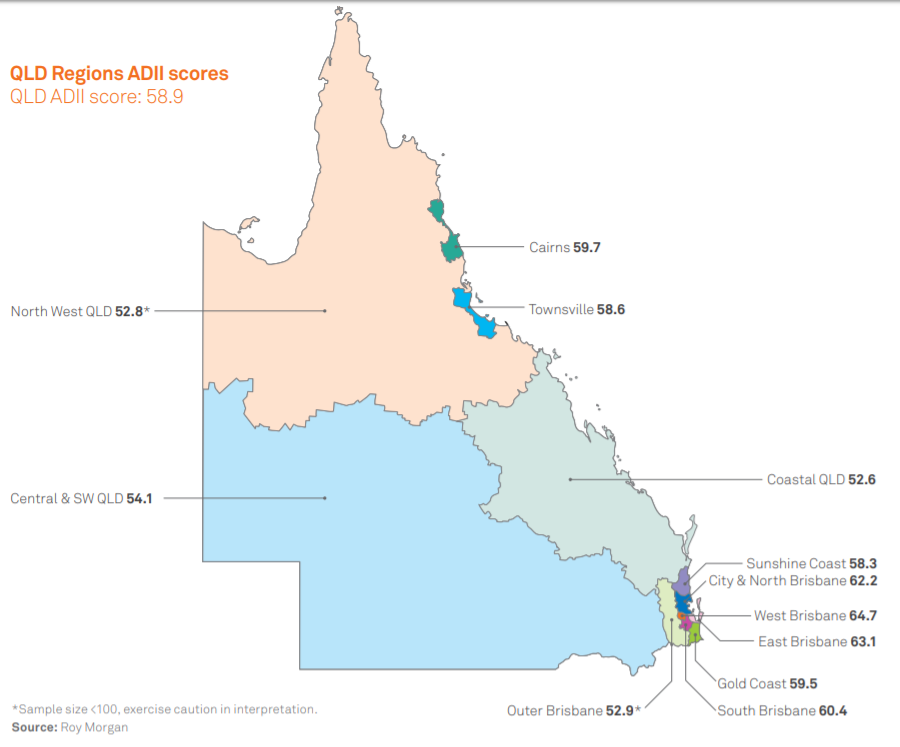 QLD Regions ADII scores
QLD ADII score: 58.9
Cairns 59.7
North West QLD 52.8*
Townsville 58.6
Coastal QLD 52.6
Central & SW QLD 54.1
Sunshine Coast 58.3
City & North Brisbane 62.2
West Brisbane 64.7
East Brisbane 63.1
Gold Coast 59.5
Outer Brisbane 52.9*
South Brisbane 60.4
*Sample size <100, exercise caution in interpretation.
Source: Roy Morgan